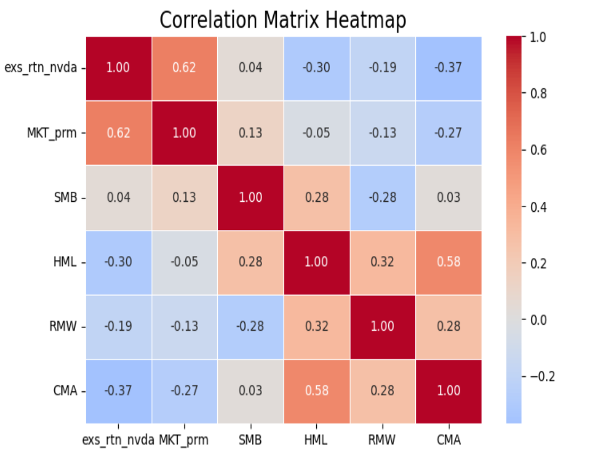 Correlation Matrix Heatmap
exs_rtn_nvda 1.00 0.62 0.04 -0.30 -0.19 -0.37
MKT_prm 0.62 1.00 0.13 -0.05 -0.13 -0.27
SMB 0.04 0.13 1.00 0.28 -0.28 0.03
HML -0.30 -0.05 0.28 1.00 0.32 0.58
RMW -0.19 -0.13 -0.28 0.32 1.00 0.28
CMA -0.37 -0.27 0.03 0.58 0.28 1.00
exs_rtn_nvda MKT_prm SMB HML RMW CMA
1.0
0.8
0.6
0.4
0.2
0.0
−0.2